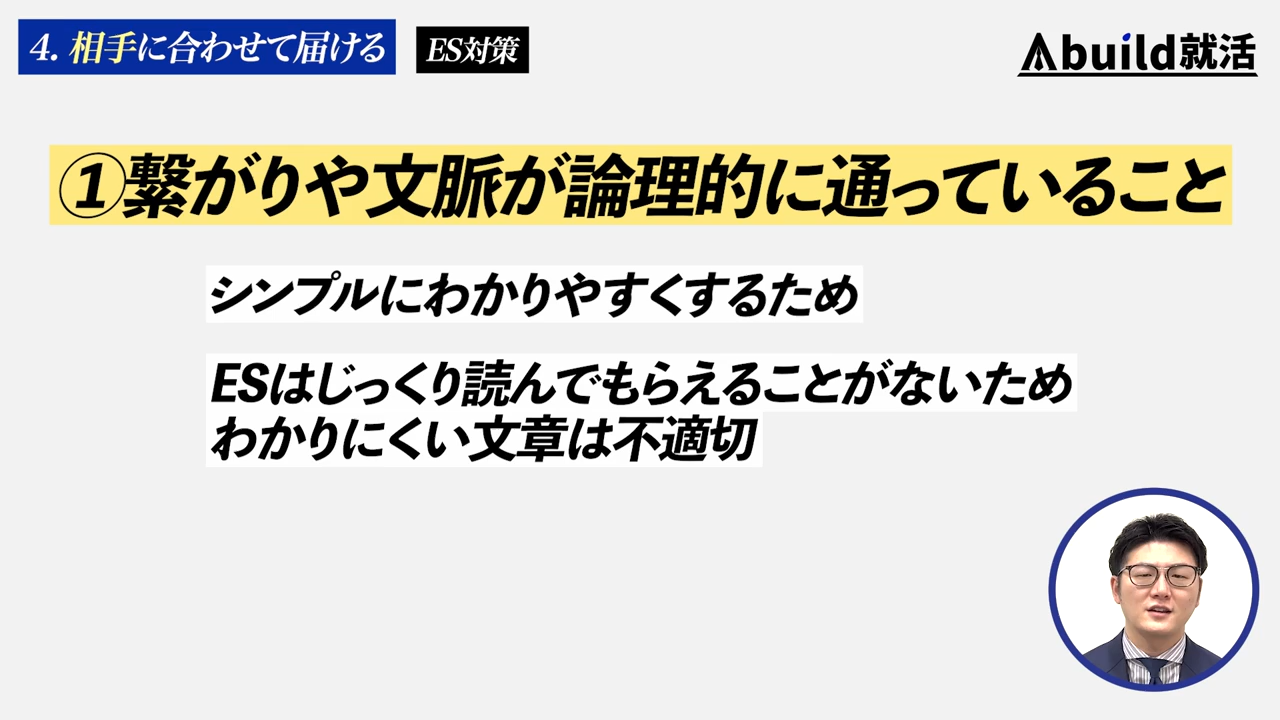 4. 相手に合わせて届ける
ES対策
Abuild就活
①繋がりや文脈が論理的に通っていること
シンプルにわかりやすくするため
ESはじっくり読んでもらえることがないため
わかりにくい文章は不適切